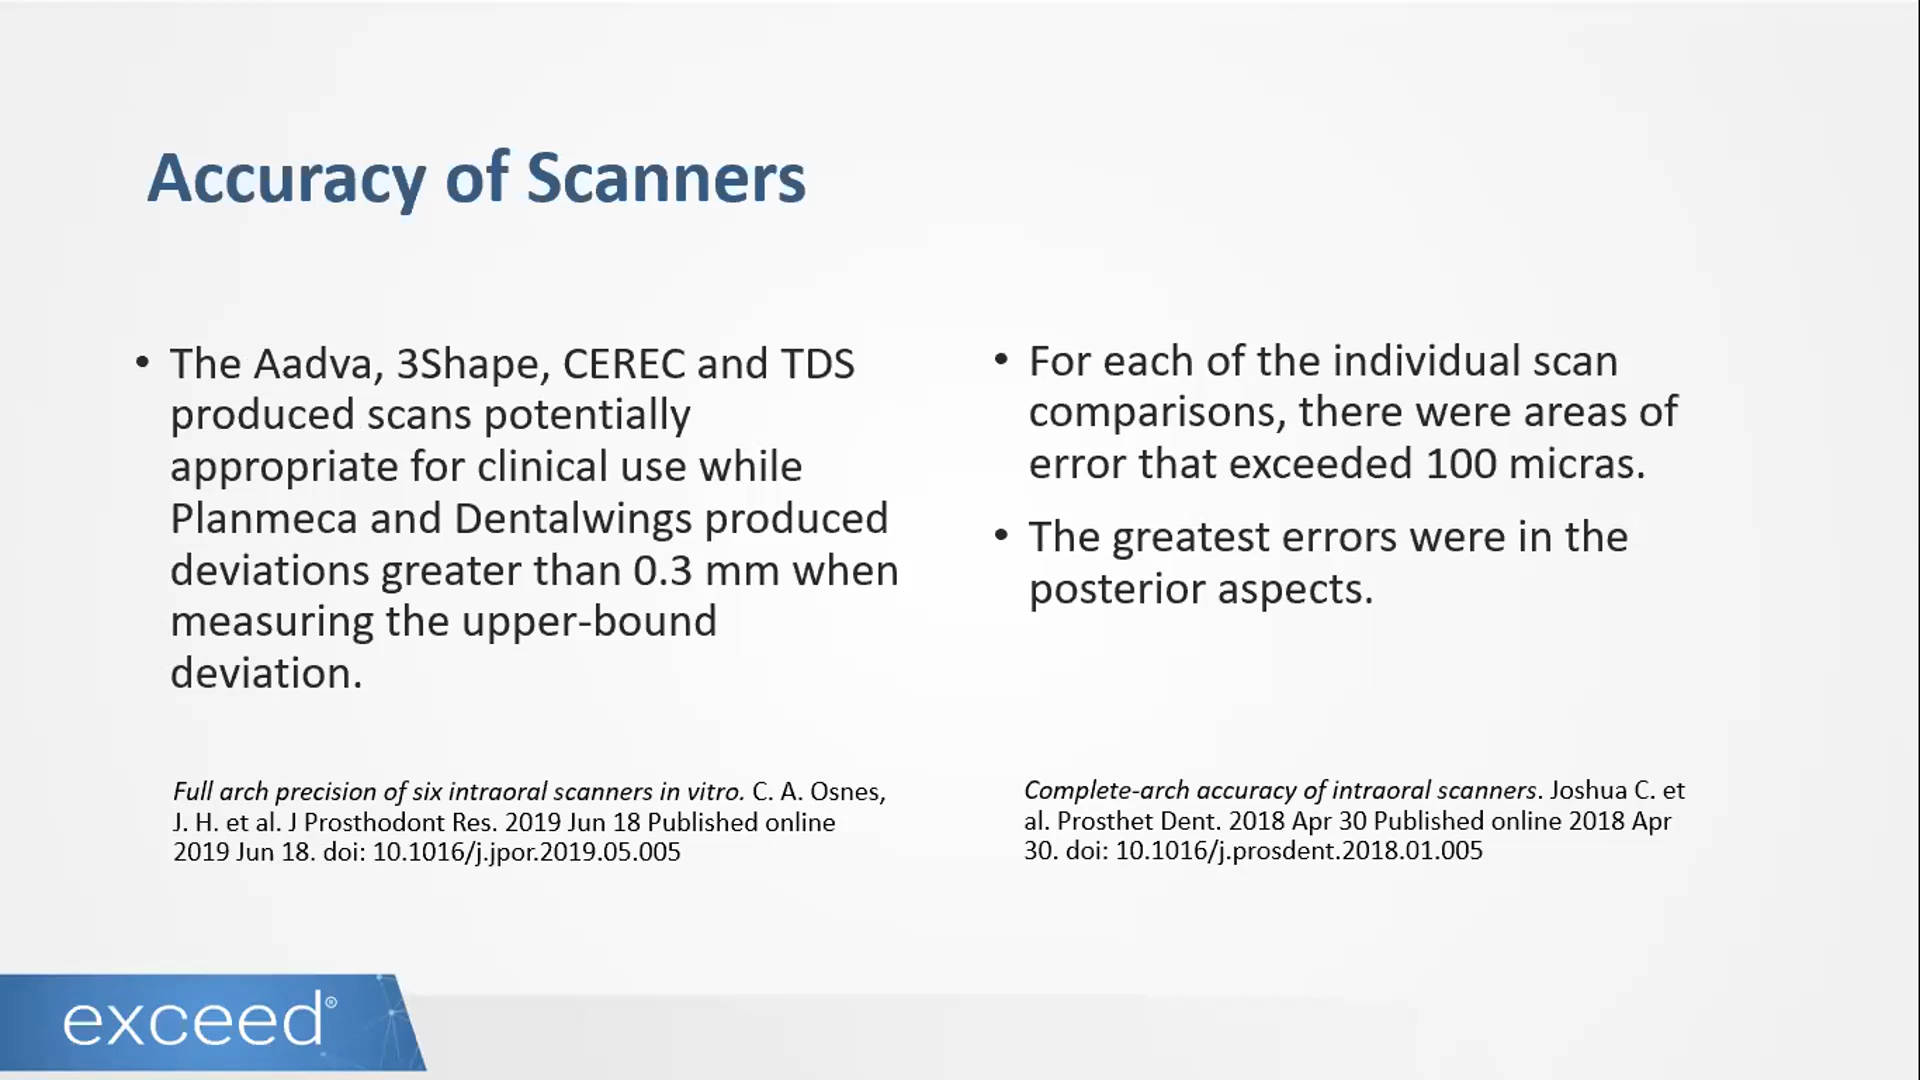 Accuracy of Scanners
• The Aadva, 3Shape, CEREC and TDS
produced scans potentially
appropriate for clinical use while
Planmeca and Dentalwings produced
deviations greater than 0.3 mm when
measuring the upper-bound
deviation.
Full arch precision of six intraoral scanners in vitro. C. A. Osnes,
J. H. et al. J Prosthodont Res. 2019 Jun 18 Published online
2019 Jun 18. doi: 10.1016/j.jpor.2019.05.005
• For each of the individual scan
comparisons, there were areas of
error that exceeded 100 micras.
• The greatest errors were in the
posterior aspects.
Complete-arch accuracy of intraoral scanners. Joshua C. et
al. Prosthet Dent. 2018 Apr 30 Published online 2018 Apr
30. doi: 10.1016/j.prosdent.2018.01.005
exceed®